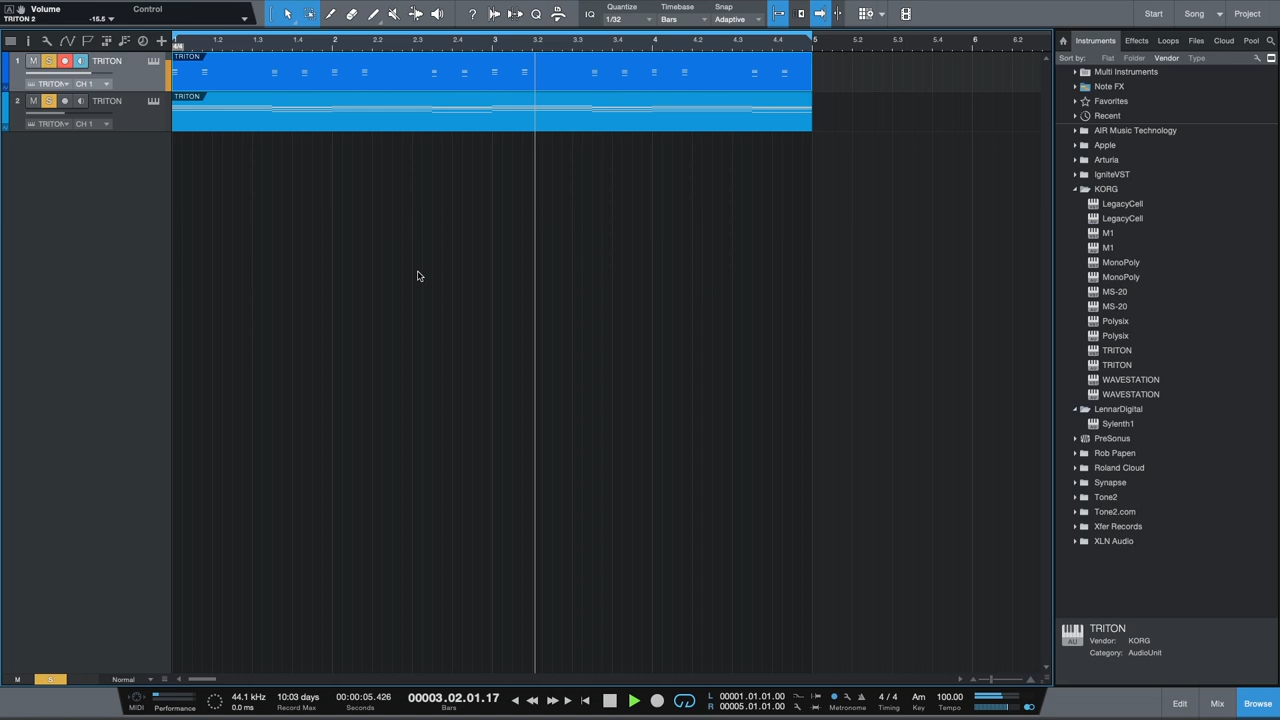 Volume Control
TRITON 2 -15.5
IQ
Quantize Timebase Snap
1/32 Bars Adaptive
Start Song Project
1.2 1.3 1.4 2 2.2 2.3 2.4 3 3.2 3.3 3.4 4 4.2 4.3 4.4 5 5.2 5.3 5.4 6 6.2
4/4
Instruments Effects Loops Files Cloud Pool
Sort by: Flat Folder Vendor Type
1 M S TRITON
TRITON CH 1
TRITON
2 M S TRITON
TRITON CH 1
TRITON
Multi Instruments
Note FX
Favorites
Recent
AIR Music Technology
Apple
Arturia
IgniteVST
KORG
LegacyCell
LegacyCell
M1
M1
MonoPoly
MonoPoly
MS-20
MS-20
Polysix
Polysix
TRITON
TRITON
WAVESTATION
WAVESTATION
LennarDigital
Sylenth1
PreSonus
Rob Papen
Roland Cloud
Synapse
Tone2
Tone2.com
Xfer Records
XLN Audio
TRITON
Vendor: KORG
Category: AudioUnit
AU
M S Normal
MIDI Performance
44.1 kHz 10:03 days 00:00:05.426 00003.02.01.17
0.0 ms Record Max Seconds Bars
L 00001.01.01.00
R 00005.01.01.00
4 / 4 Am 100.00
Metronome Timing Key Tempo
Edit Mix Browse